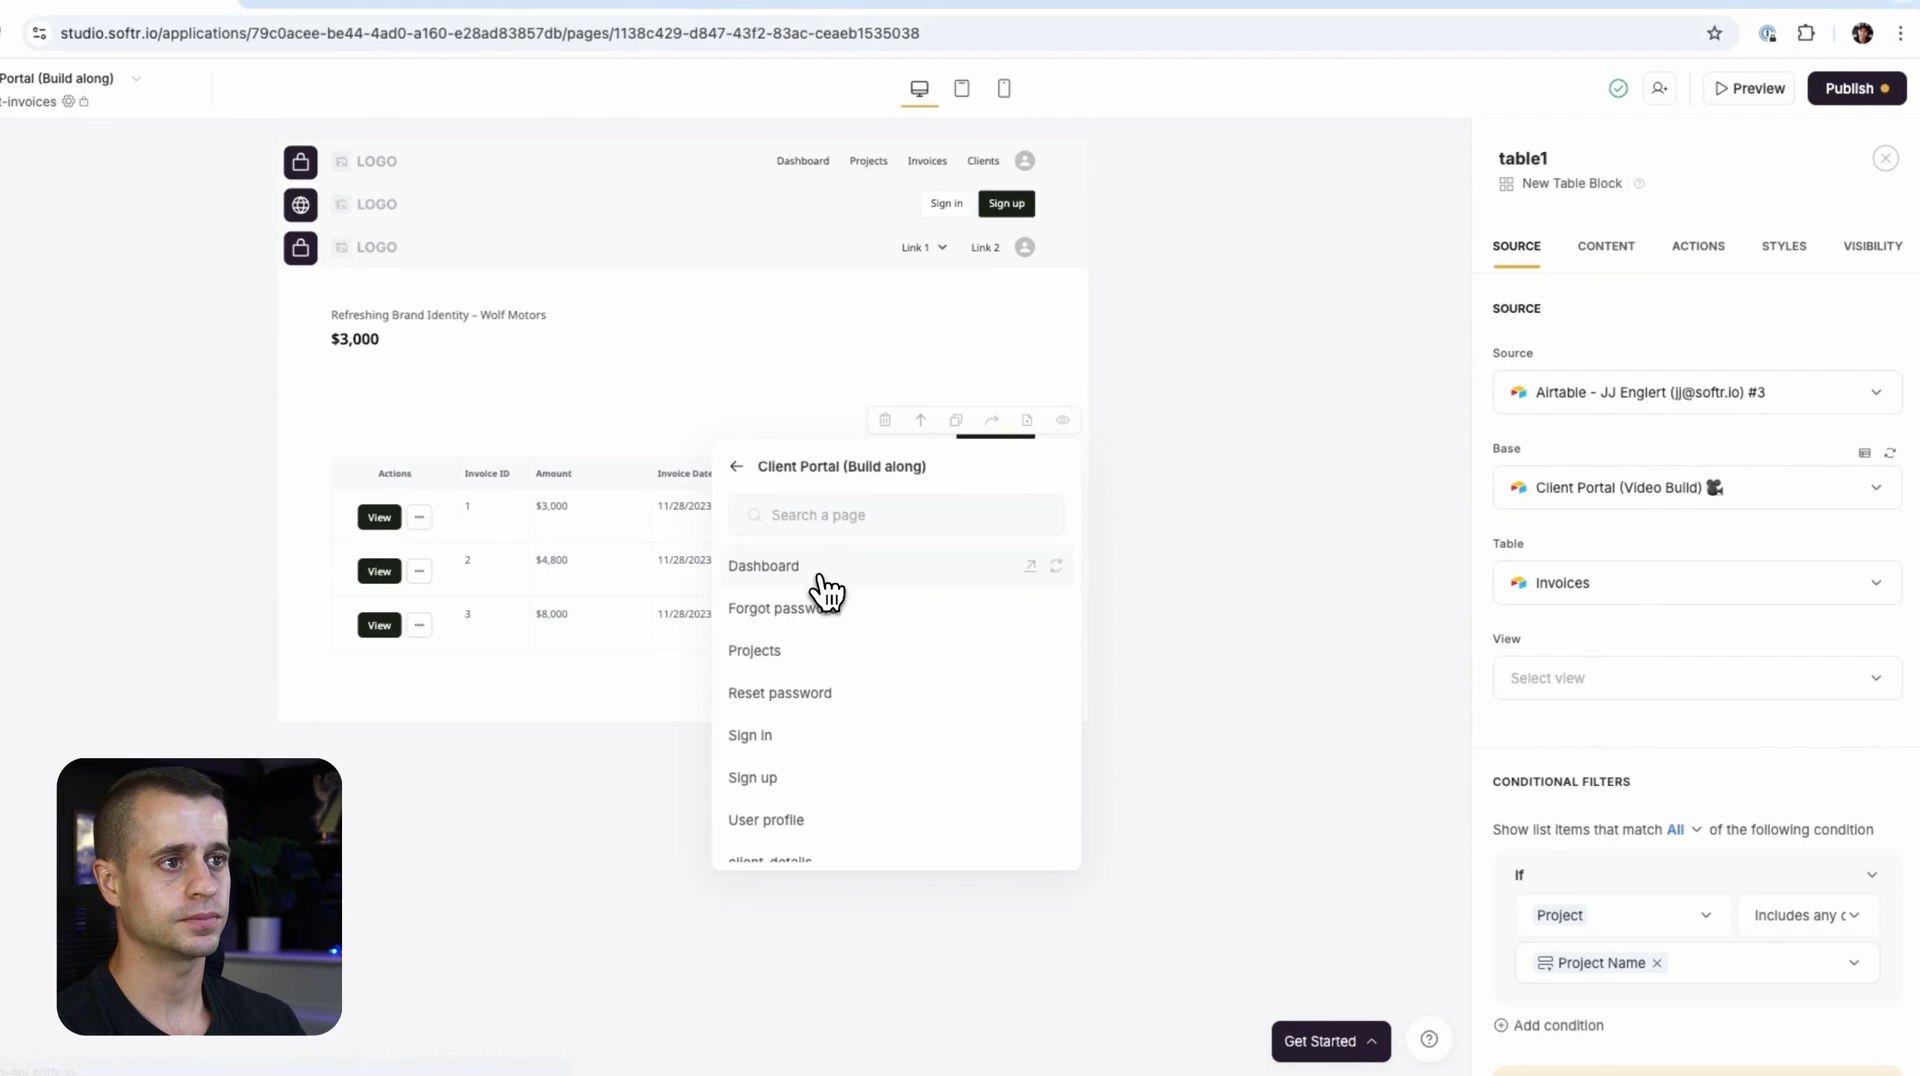 studio.softr.io/applications/79c0acee-be44-4ad0-a160-e28ad83857db/pages/1138c429-d847-43f2-83ac-ceaeb1535038
Portal (Build along)
t-invoices
Preview
Publish
LOGO
Dashboard Projects Invoices Clients
LOGO
Sign in Sign up
LOGO
Link 1 Link 2
Refreshing Brand Identity – Wolf Motors
$3,000
Actions Invoice ID Amount Invoice Date
View 1 $3,000 11/28/2023
View 2 $4,800 11/28/2023
View 3 $8,000 11/28/2023
Client Portal (Build along)
Search a page
Dashboard
Forgot password
Projects
Reset password
Sign in
Sign up
User profile
client_details
table1
New Table Block
SOURCE CONTENT ACTIONS STYLES VISIBILITY
SOURCE
Source
Airtable - JJ Englert (jj@softr.io) #3
Base
Client Portal (Video Build) 🎥
Table
Invoices
View
Select view
CONDITIONAL FILTERS
Show list items that match All of the following condition
If
Project Includes any c
Project Name
Add condition
Get Started